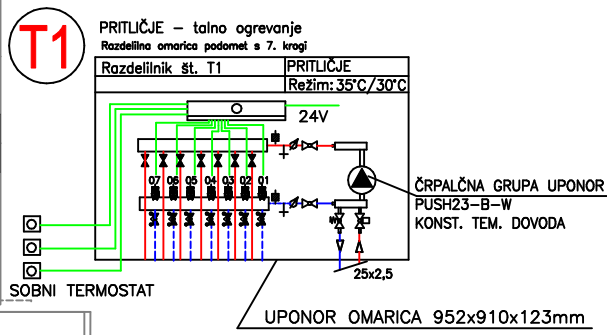 T1
PRITLIČJE – talno ogrevanje
Razdelilna omarica podomet s 7. krogi
Razdelilnik št. T1
PRITLIČJE
Režim: 35°C/30°C
24V
07 06 05 04 03 02 01
ČRPALČNA GRUPA UPONOR
PUSH23-B-W
KONST. TEM. DOVODA
25x2,5
SOBNI TERMOSTAT
UPONOR OMARICA 952x910x123mm